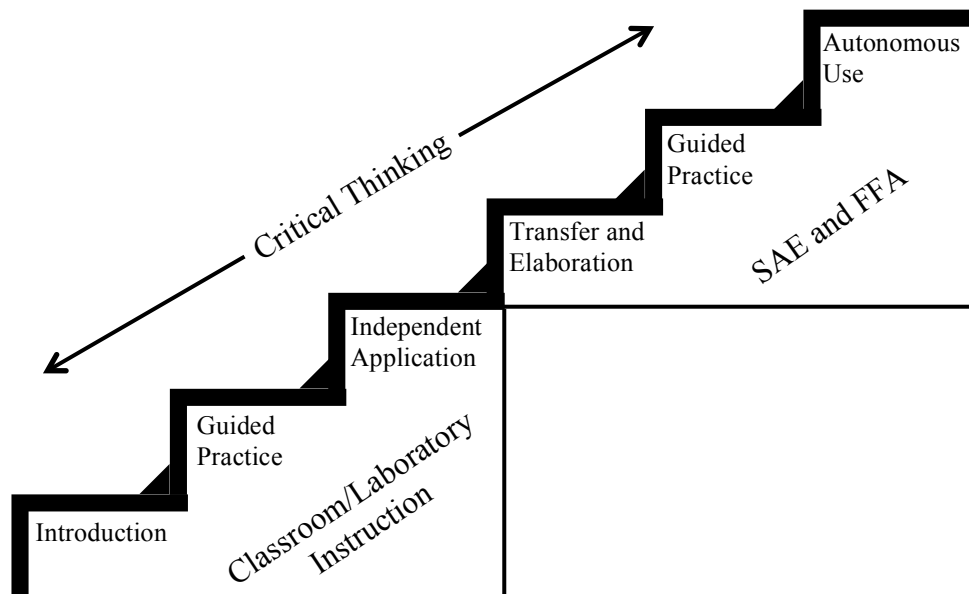 Autonomous
Use
Guided
Practice
Critical Thinking
SAE and FFA
Transfer and
Elaboration
Independent
Application
Guided
Practice
Classroom/Laboratory
Instruction
Introduction